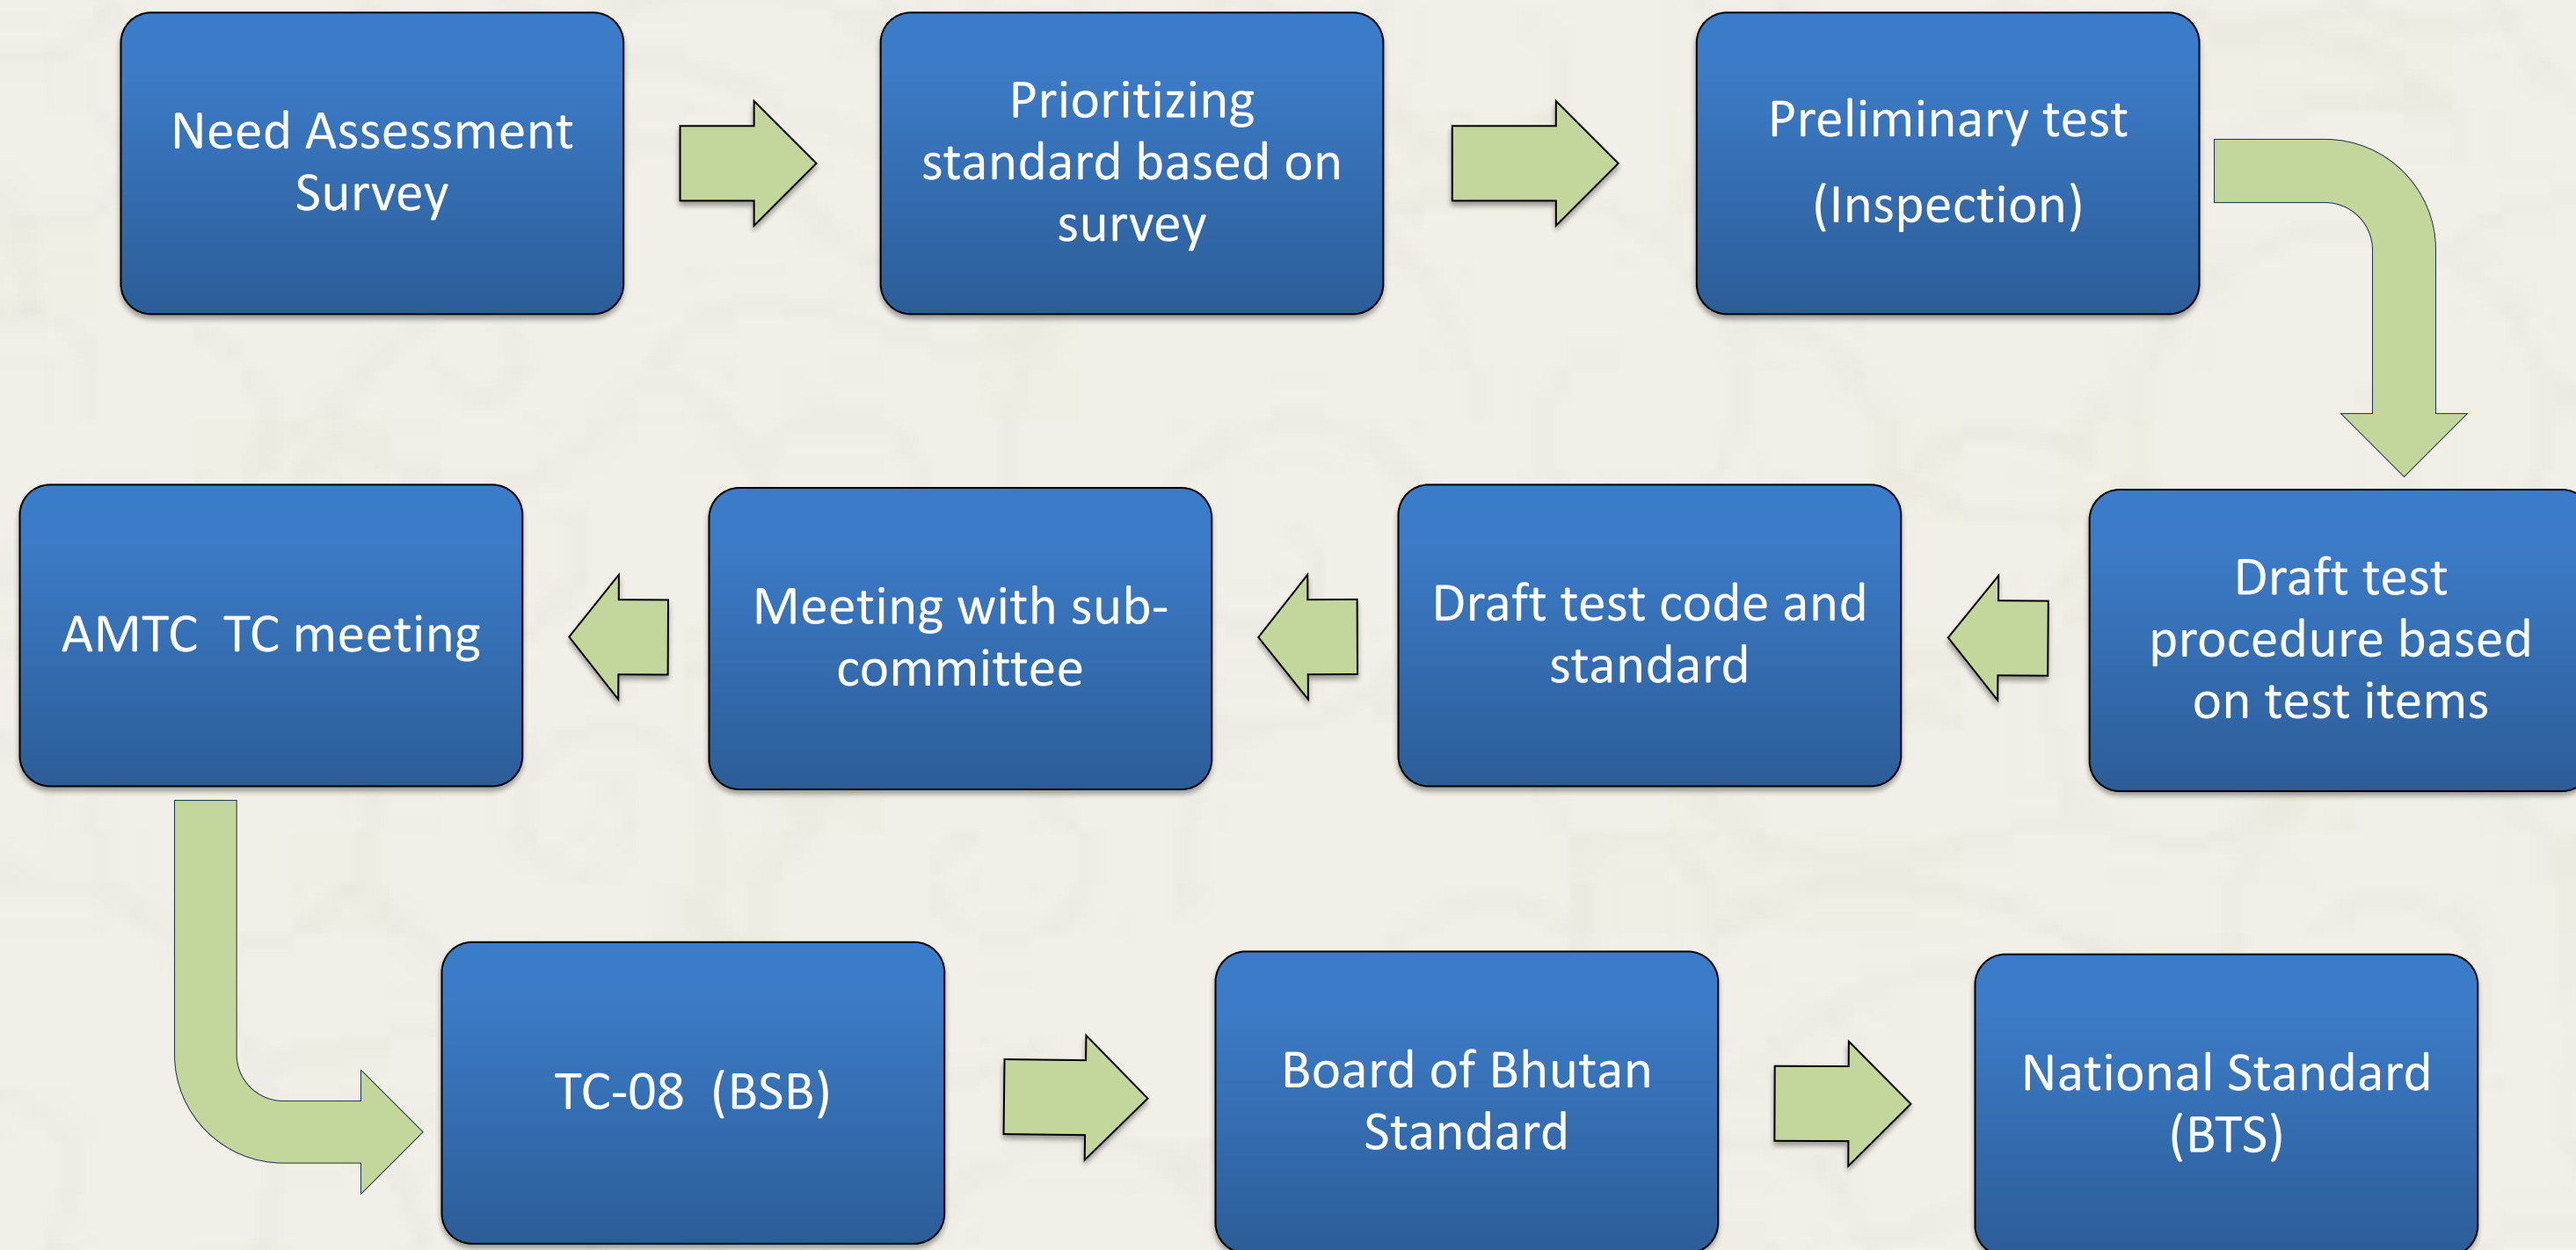 Need Assessment
Survey
Prioritizing
standard based on
survey
Preliminary test
(Inspection)
Draft test
procedure based
on test items
Draft test code and
standard
Meeting with sub-
committee
AMTC  TC meeting
TC-08  (BSB)
Board of Bhutan
Standard
National Standard
(BTS)